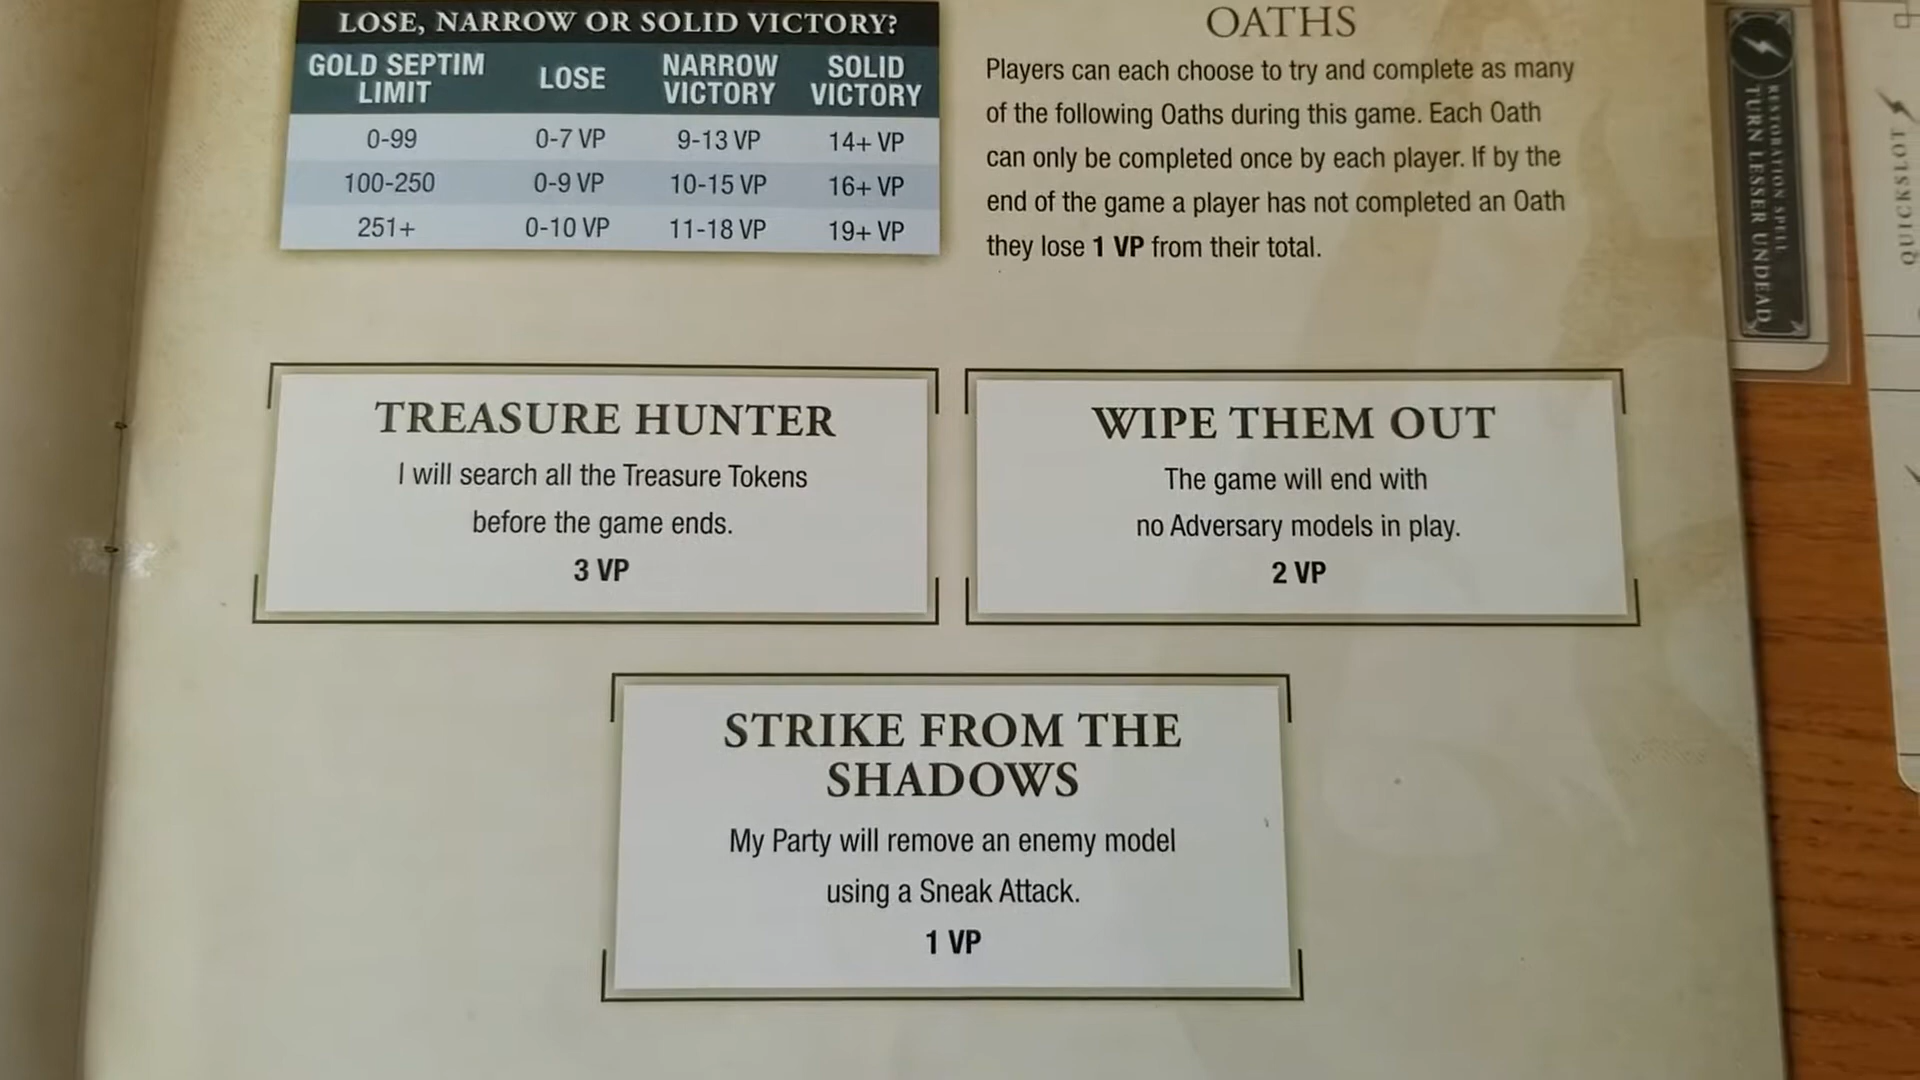 LOSE, NARROW OR SOLID VICTORY?
GOLD SEPTIM LIMIT LOSE NARROW VICTORY SOLID VICTORY
0-99 0-7 VP 9-13 VP 14+ VP
100-250 0-9 VP 10-15 VP 16+ VP
251+ 0-10 VP 11-18 VP 19+ VP
OATHS
Players can each choose to try and complete as many
of the following Oaths during this game. Each Oath
can only be completed once by each player. If by the
end of the game a player has not completed an Oath
they lose 1 VP from their total.
TREASURE HUNTER
I will search all the Treasure Tokens
before the game ends.
3 VP
WIPE THEM OUT
The game will end with
no Adversary models in play.
2 VP
STRIKE FROM THE
SHADOWS
My Party will remove an enemy model
using a Sneak Attack.
1 VP
RESTORATION SPELL
TURN LESSER UNDEAD
QUICKSLOT